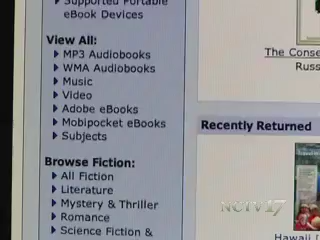 Supported Portable
eBook Devices
View All:
MP3 Audiobooks
WMA Audiobooks
Music
Video
Adobe eBooks
Mobipocket eBooks
Subjects
Browse Fiction:
All Fiction
Literature
Mystery & Thriller
Romance
Science Fiction &
The Conse
Russ
Recently Returned
Hawaii
NCTV17